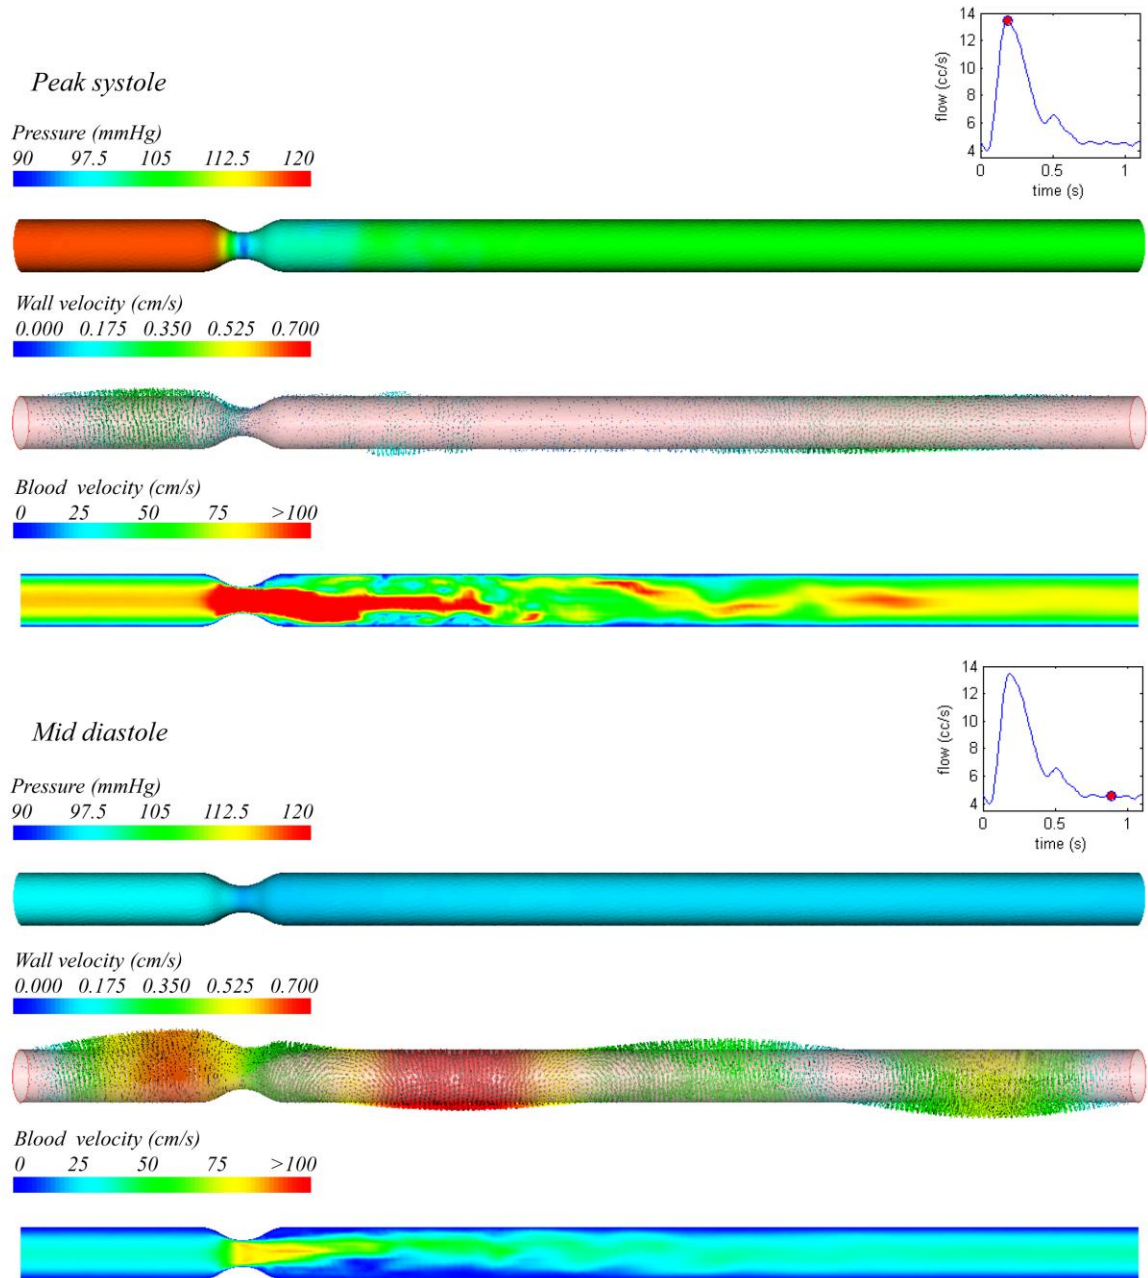 14
12
10
8
6
4
flow (cc/s)
0 0.5 1
time (s)
Peak systole
Pressure (mmHg)
90 97.5 105 112.5 120
Wall velocity (cm/s)
0.000 0.175 0.350 0.525 0.700
Blood velocity (cm/s)
0 25 50 75 >100
14
12
10
8
6
4
flow (cc/s)
0 0.5 1
time (s)
Mid diastole
Pressure (mmHg)
90 97.5 105 112.5 120
Wall velocity (cm/s)
0.000 0.175 0.350 0.525 0.700
Blood velocity (cm/s)
0 25 50 75 >100